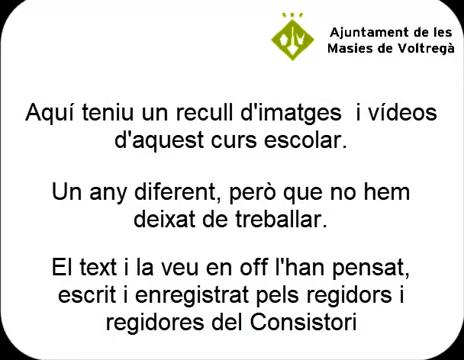 Ajuntament de les
Masies de Voltregà
Aquí teniu un recull d'imatges i vídeos
d'aquest curs escolar.
Un any diferent, però que no hem
deixat de treballar.
El text i la veu en off l'han pensat,
escrit i enregistrat pels regidors i
regidores del Consistori